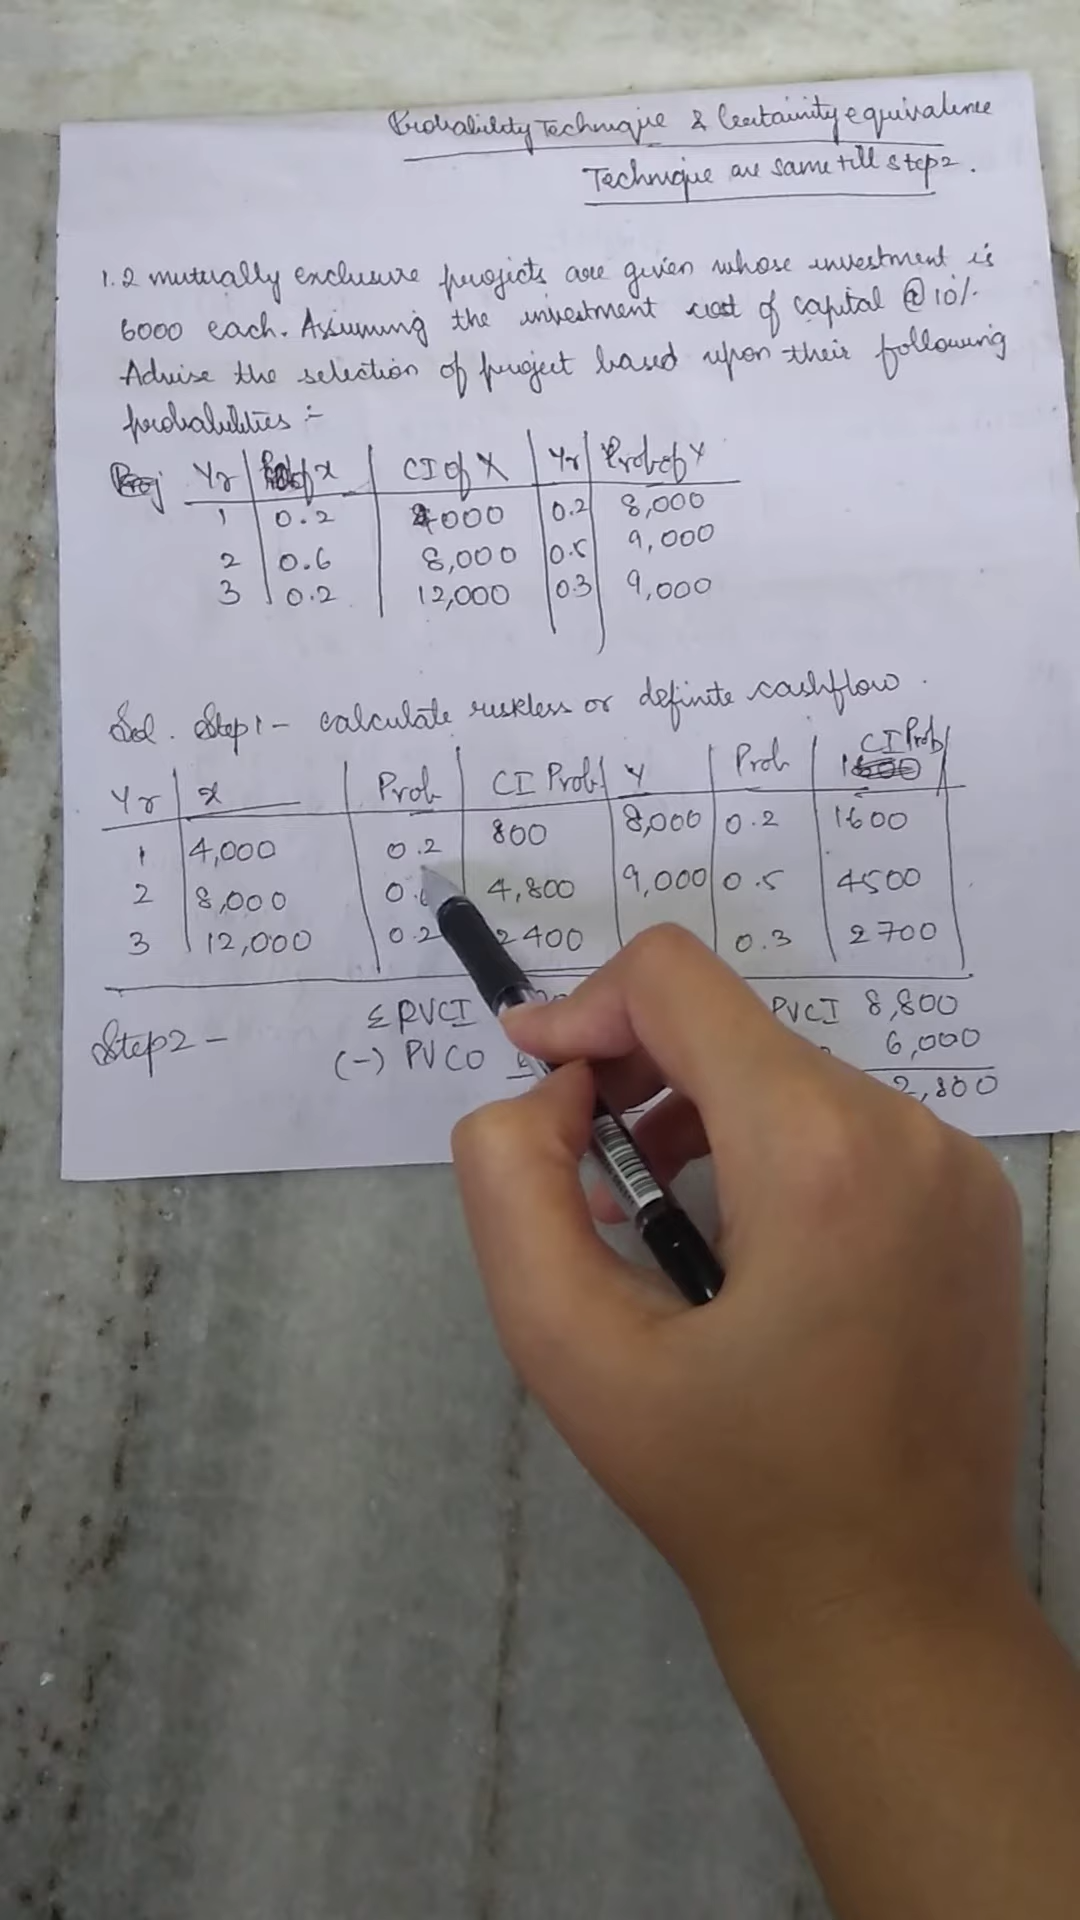 Probability Technique & Certainity equivalence
Technique are same till step 2.
1. 2 mutually exclusive projects are given whose investment is
6000 each. Assuming the investment cost of capital @ 10%.
Advise the selection of project based upon their following
probabilities :-
Yr of x CI of X Yr Prob of Y
1 0.2 4000 0.2 8,000
2 0.6 8,000 0.5 9,000
3 0.2 12,000 0.3 9,000
Sol. Step 1 - calculate riskless or definite cashflow.
Yr x Prob CI Prob Y Prob CI Prob
1 4,000 0.2 800 8,000 0.2 1600
2 8,000 0. 4,800 9,000 0.5 4500
3 12,000 0.2 2400 0.3 2700
Step 2 - Σ PVCI PVCI 8,800
(-) PVCO 6,000
2,800